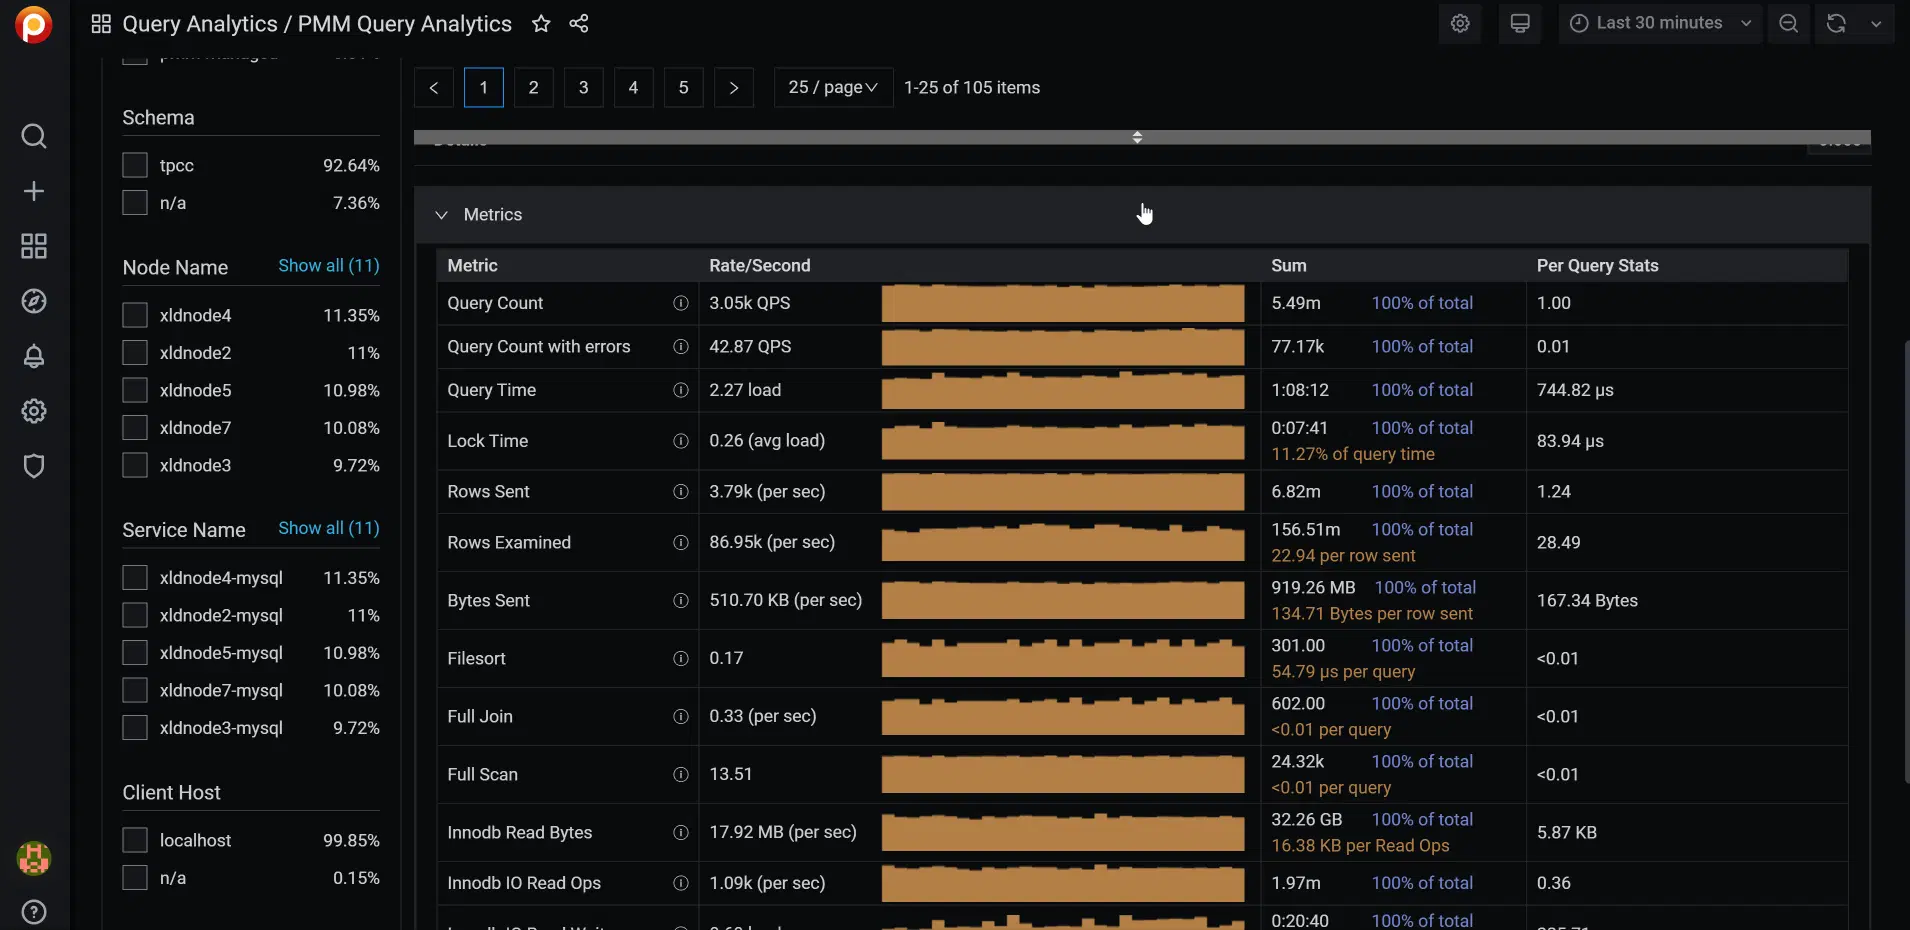 Query Analytics / PMM Query Analytics
Last 30 minutes
Schema
tpcc 92.64%
n/a 7.36%
Node Name Show all (11)
xldnode4 11.35%
xldnode2 11%
xldnode5 10.98%
xldnode7 10.08%
xldnode3 9.72%
Service Name Show all (11)
xldnode4-mysql 11.35%
xldnode2-mysql 11%
xldnode5-mysql 10.98%
xldnode7-mysql 10.08%
xldnode3-mysql 9.72%
Client Host
localhost 99.85%
n/a 0.15%
< 1 2 3 4 5 > 25 / page 1-25 of 105 items
Details
Metrics
Metric Rate/Second Sum Per Query Stats
Query Count 3.05k QPS 5.49m 100% of total 1.00
Query Count with errors 42.87 QPS 77.17k 100% of total 0.01
Query Time 2.27 load 1:08:12 100% of total 744.82 µs
Lock Time 0.26 (avg load) 0:07:41 100% of total 83.94 µs
11.27% of query time
Rows Sent 3.79k (per sec) 6.82m 100% of total 1.24
Rows Examined 86.95k (per sec) 156.51m 100% of total 28.49
22.94 per row sent
Bytes Sent 510.70 KB (per sec) 919.26 MB 100% of total 167.34 Bytes
134.71 Bytes per row sent
Filesort 0.17 301.00 100% of total <0.01
54.79 µs per query
Full Join 0.33 (per sec) 602.00 100% of total <0.01
<0.01 per query
Full Scan 13.51 24.32k 100% of total <0.01
<0.01 per query
Innodb Read Bytes 17.92 MB (per sec) 32.26 GB 100% of total 5.87 KB
16.38 KB per Read Ops
Innodb IO Read Ops 1.09k (per sec) 1.97m 100% of total 0.36
0:20:40 100% of total